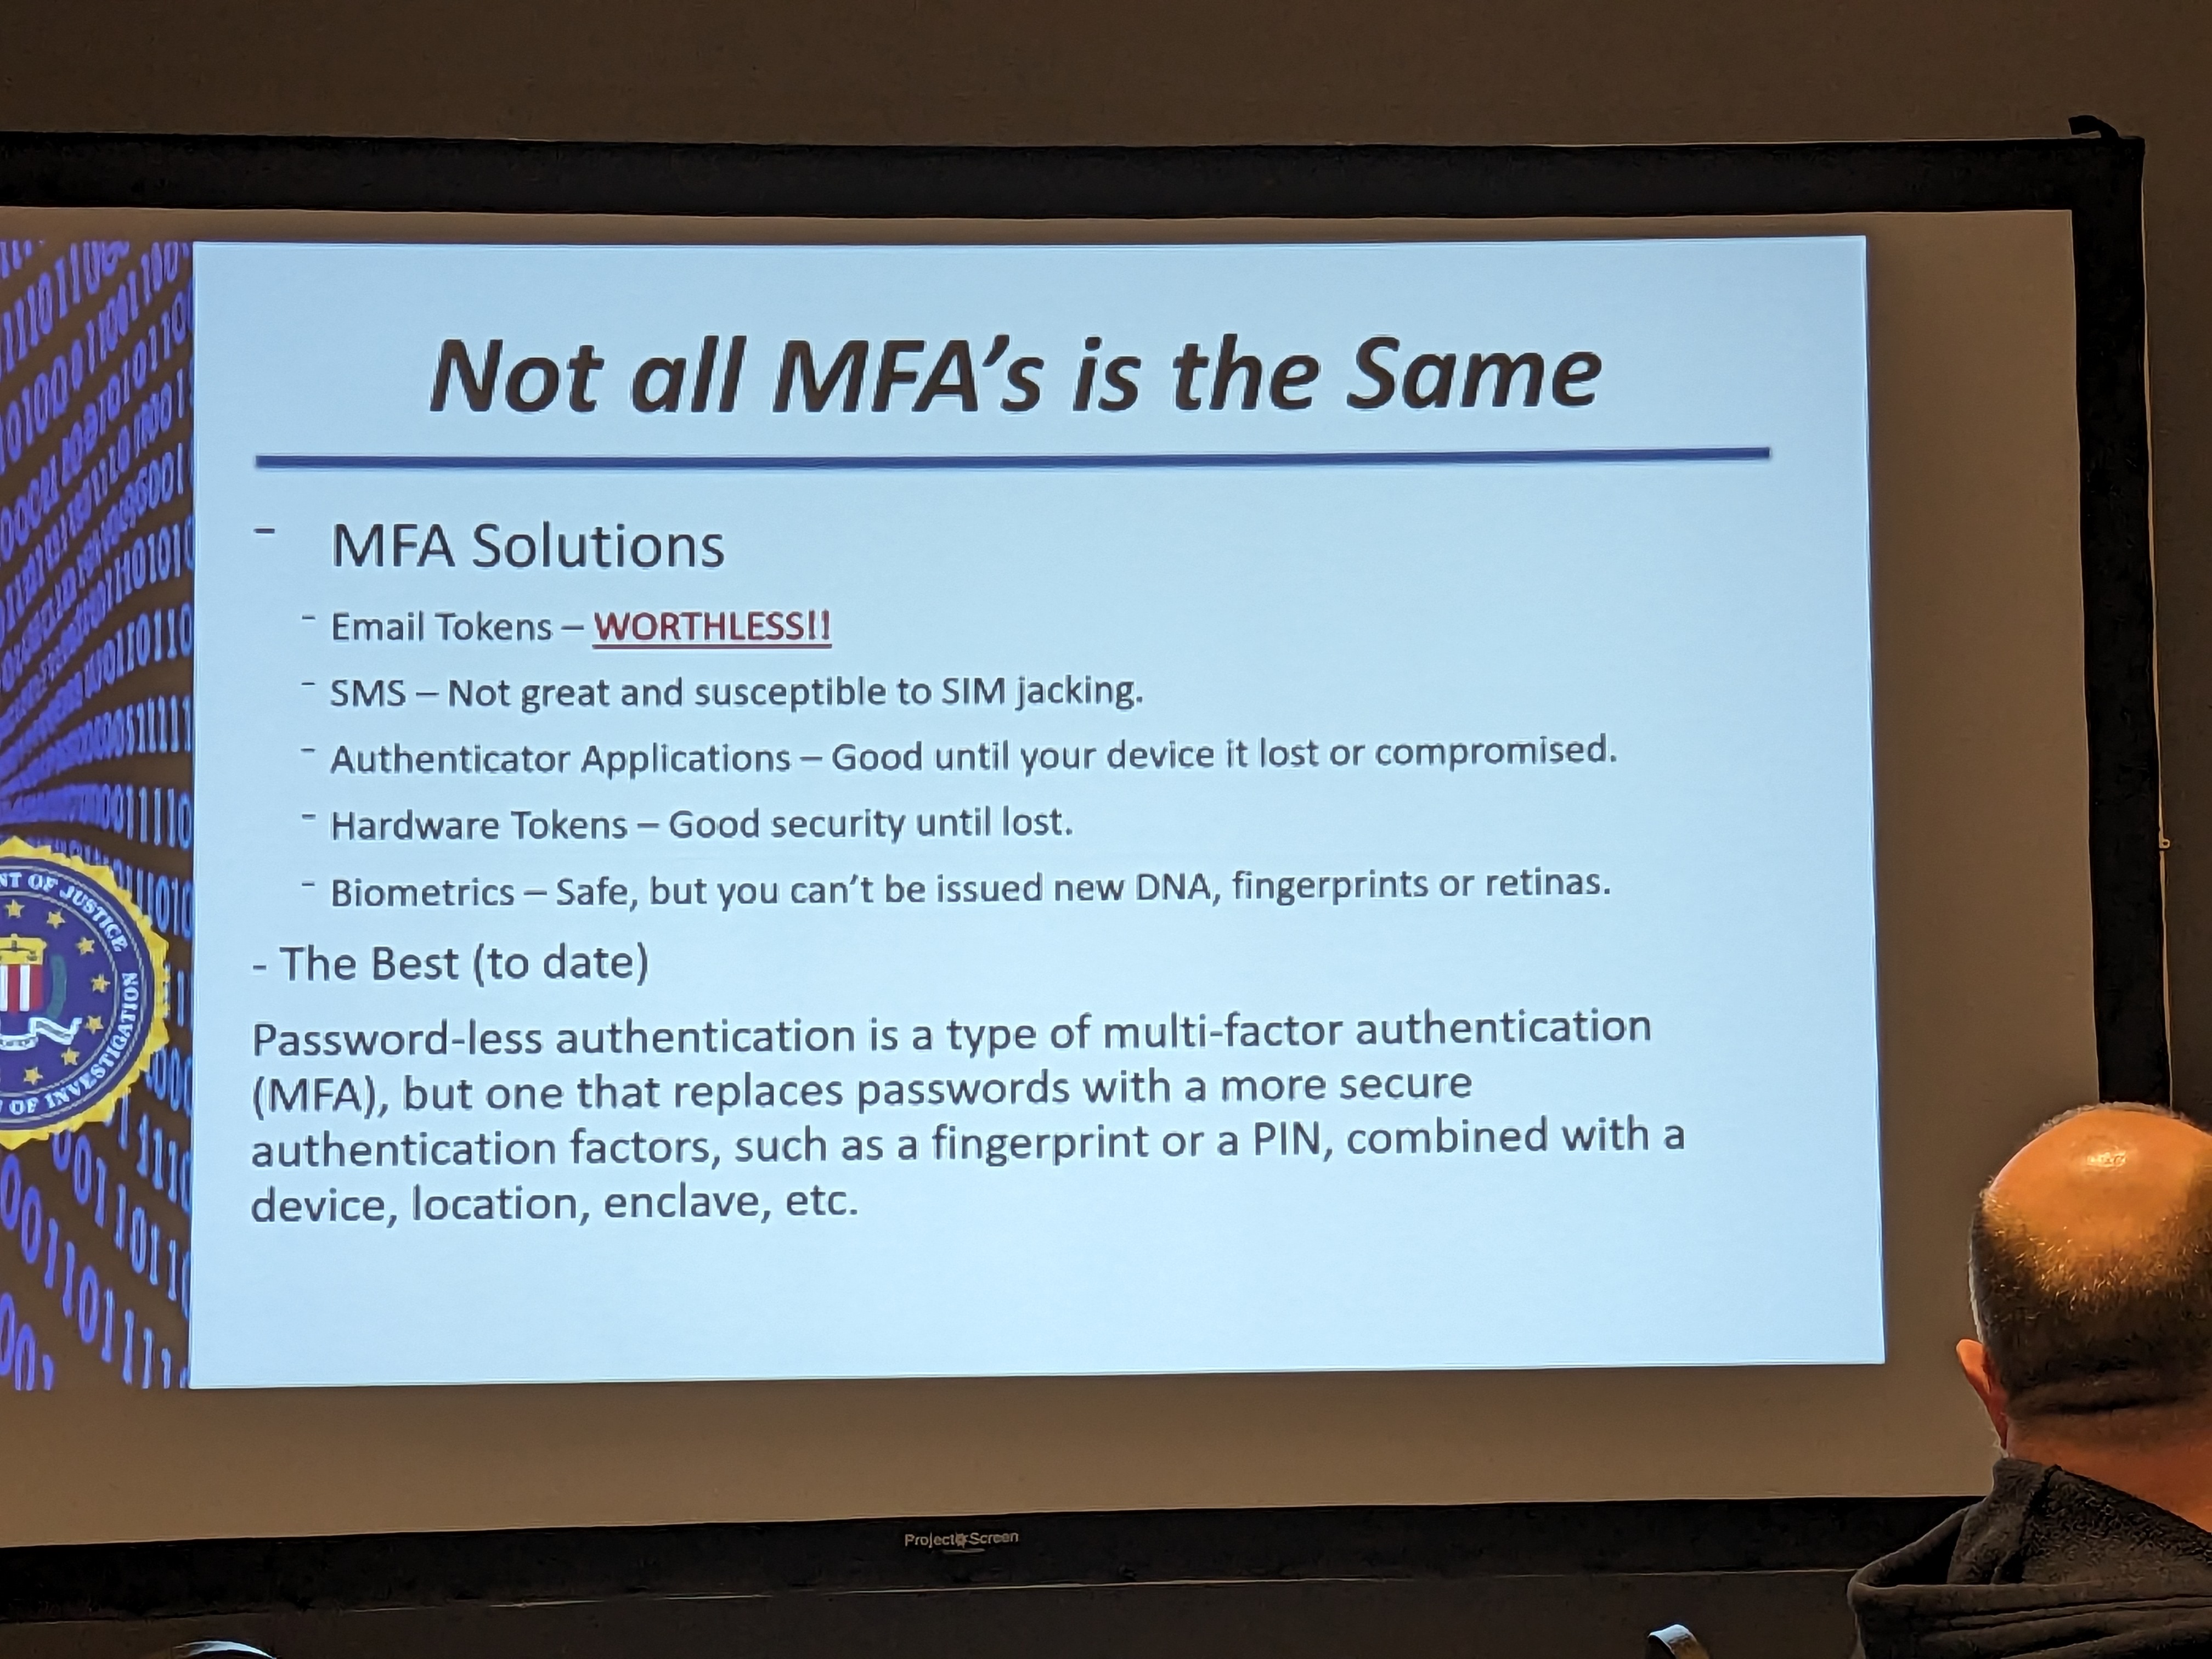 Not all MFA's is the Same
- MFA Solutions
- Email Tokens – WORTHLESS!!
- SMS – Not great and susceptible to SIM jacking.
- Authenticator Applications – Good until your device it lost or compromised.
- Hardware Tokens – Good security until lost.
- Biometrics – Safe, but you can't be issued new DNA, fingerprints or retinas.
- The Best (to date)
Password-less authentication is a type of multi-factor authentication
(MFA), but one that replaces passwords with a more secure
authentication factors, such as a fingerprint or a PIN, combined with a
device, location, enclave, etc.
OF JUSTICE
OF INVESTIGATION
Project Screen